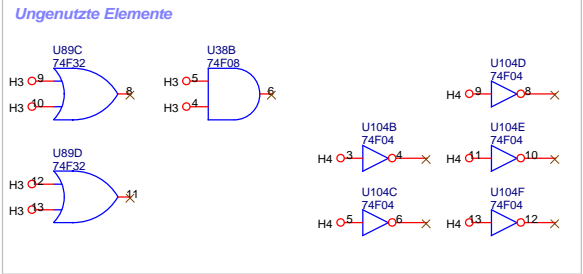 Ungenutzte Elemente
U89C
74F32
H3 9
H3 10
8
U38B
74F08
H3 5
H3 4
6
U104D
74F04
H4 9 8
U104B
74F04
H4 3 4
U104E
74F04
H4 11 10
U89D
74F32
H3 12
H3 13
11
U104C
74F04
H4 5 6
U104F
74F04
H4 13 12